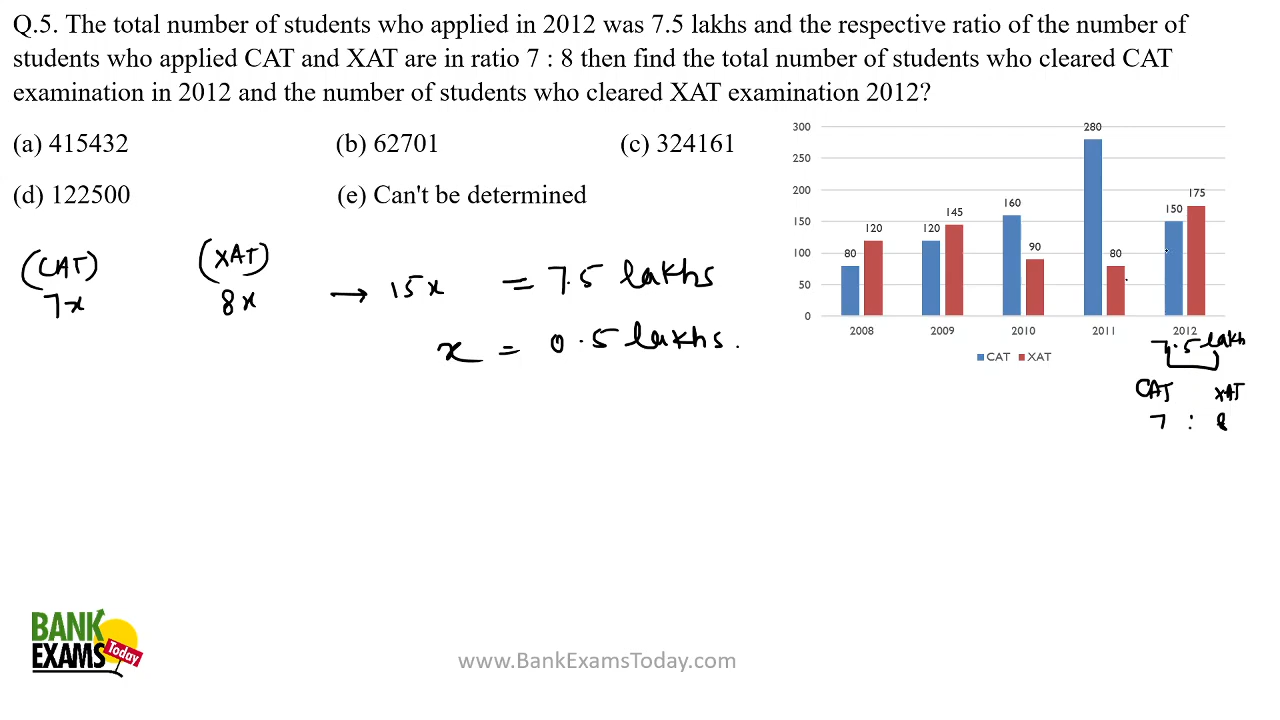 Q.5. The total number of students who applied in 2012 was 7.5 lakhs and the respective ratio of the number of
students who applied CAT and XAT are in ratio 7 : 8 then find the total number of students who cleared CAT
examination in 2012 and the number of students who cleared XAT examination 2012?
(a) 415432 (b) 62701 (c) 324161
(d) 122500 (e) Can't be determined
300
250
200
150
100
50
0
80 120
120 145
160 90
280 80
150 175
2008 2009 2010 2011 2012
CAT XAT
7.5 lakh
CAT XAT
7 : 8
(CAT) (XAT)
7x 8x → 15x = 7.5 lakhs
x = 0.5 lakhs.
BANK
EXAMS Today
www.BankExamsToday.com